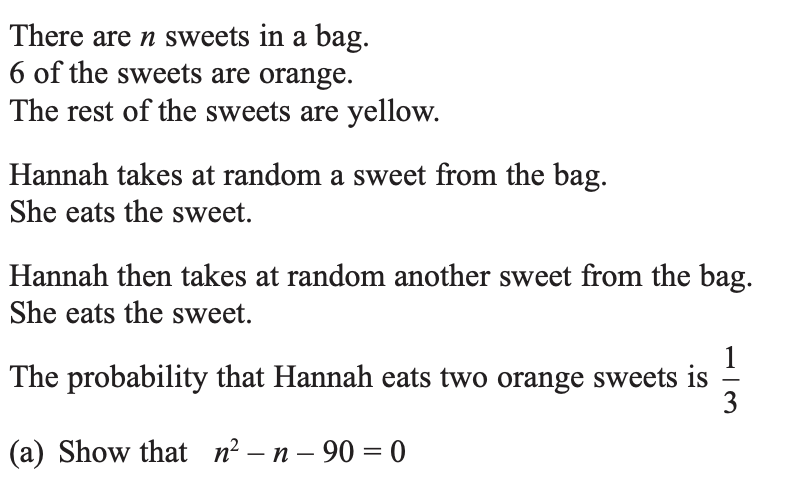 There are n sweets in a bag.
6 of the sweets are orange.
The rest of the sweets are yellow.
Hannah takes at random a sweet from the bag.
She eats the sweet.
Hannah then takes at random another sweet from the bag.
She eats the sweet.
The probability that Hannah eats two orange sweets is 1/3
(a) Show that n² – n – 90 = 0